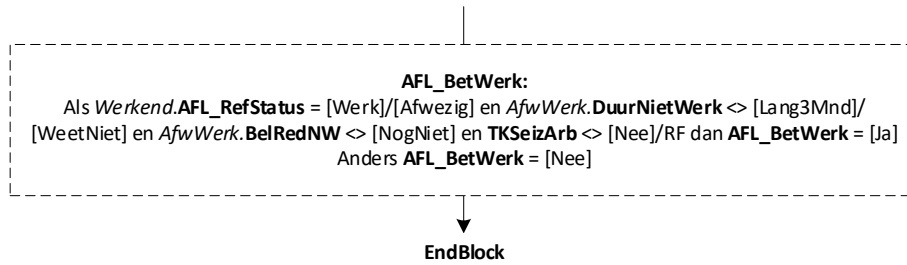 AFL_BetWerk:
Als Werkend.AFL_RefStatus = [Werk]/[Afwezig] en AfwWerk.DuurNietWerk <> [Lang3Mnd]/
[WeetNiet] en AfwWerk.BelRedNW <> [NogNiet] en TKSeizArb <> [Nee]/RF dan AFL_BetWerk = [Ja]
Anders AFL_BetWerk = [Nee]
EndBlock